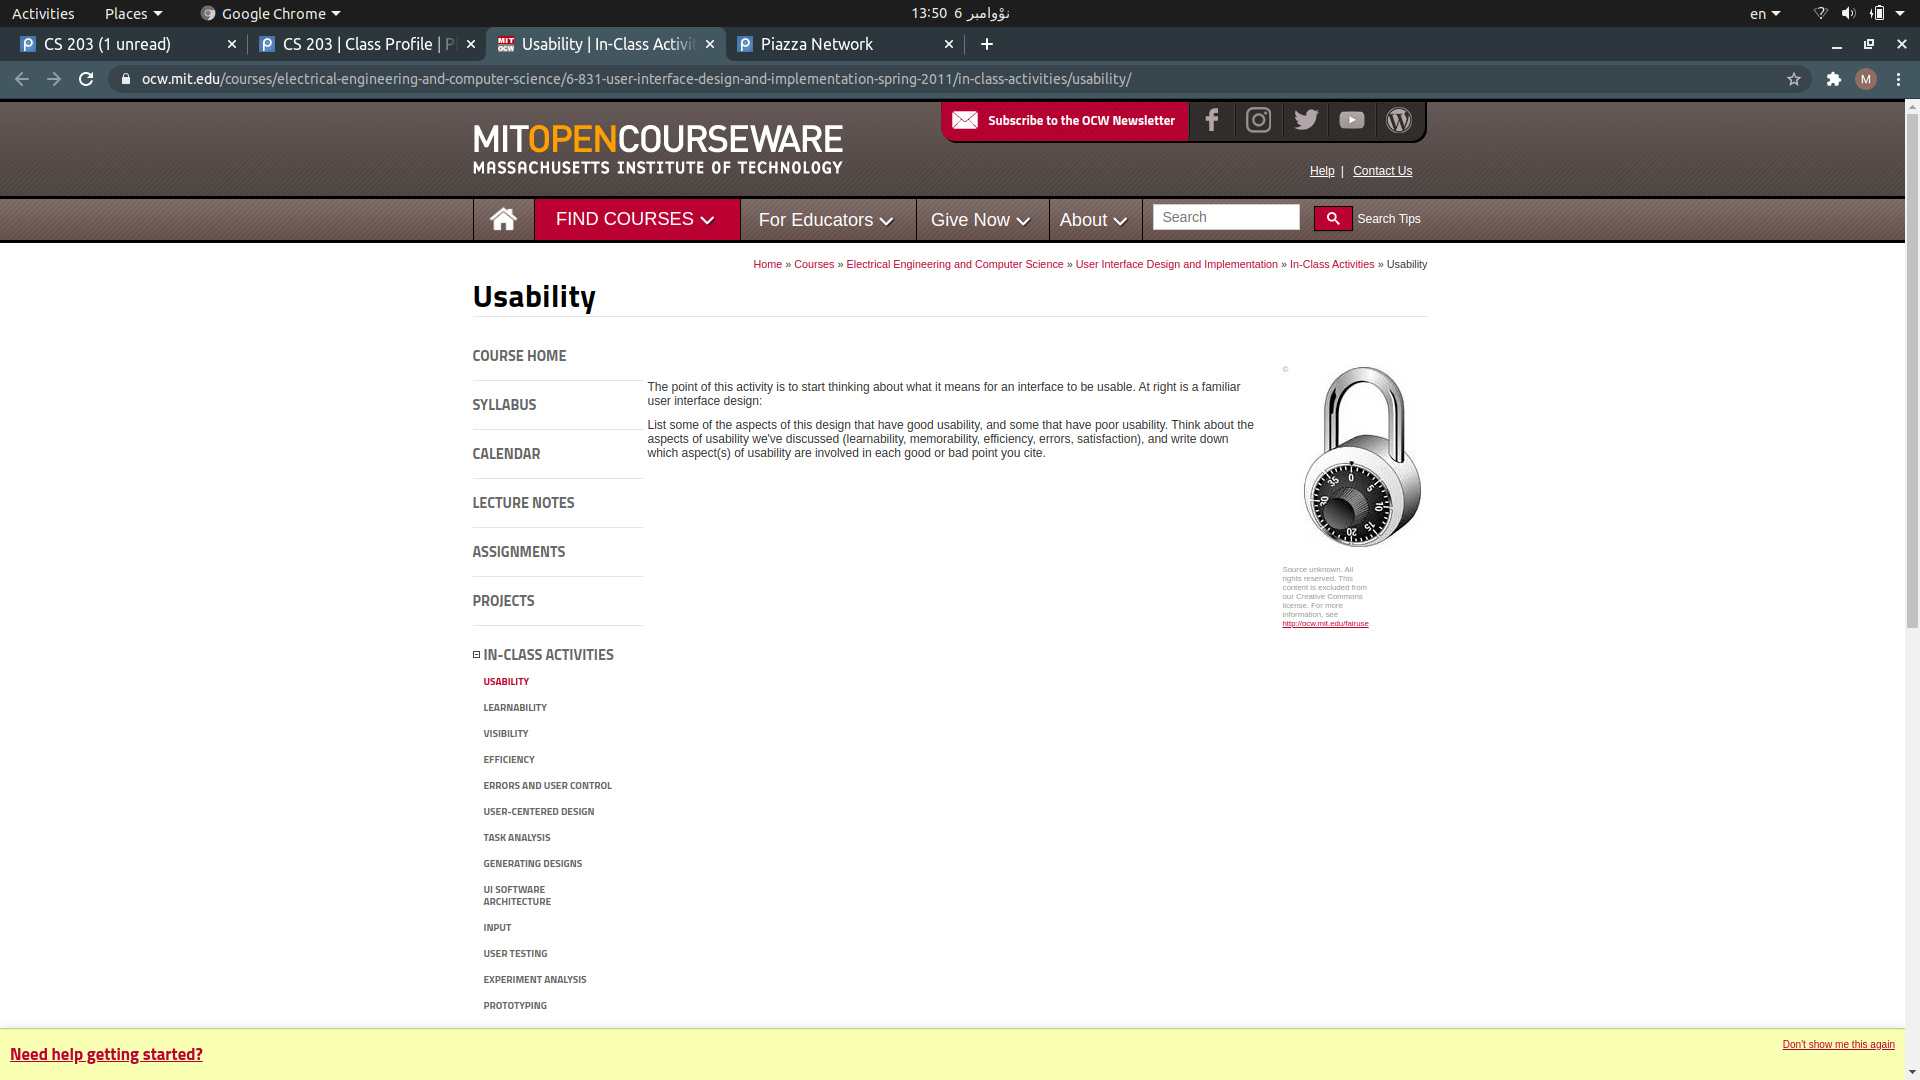 Activities Places Google Chrome 13:50 6 نۆوامبر en
CS 203 (1 unread) CS 203 | Class Profile | Usability | In-Class Activit Piazza Network
ocw.mit.edu/courses/electrical-engineering-and-computer-science/6-831-user-interface-design-and-implementation-spring-2011/in-class-activities/usability/ M
Subscribe to the OCW Newsletter
MITOPENCOURSEWARE
MASSACHUSETTS INSTITUTE OF TECHNOLOGY
Help | Contact Us
FIND COURSES For Educators Give Now About Search Search Tips
Home » Courses » Electrical Engineering and Computer Science » User Interface Design and Implementation » In-Class Activities » Usability
Usability
COURSE HOME
SYLLABUS
CALENDAR
LECTURE NOTES
ASSIGNMENTS
PROJECTS
IN-CLASS ACTIVITIES
USABILITY
LEARNABILITY
VISIBILITY
EFFICIENCY
ERRORS AND USER CONTROL
USER-CENTERED DESIGN
TASK ANALYSIS
GENERATING DESIGNS
UI SOFTWARE
ARCHITECTURE
INPUT
USER TESTING
EXPERIMENT ANALYSIS
PROTOTYPING
The point of this activity is to start thinking about what it means for an interface to be usable. At right is a familiar
user interface design:
List some of the aspects of this design that have good usability, and some that have poor usability. Think about the
aspects of usability we've discussed (learnability, memorability, efficiency, errors, satisfaction), and write down
which aspect(s) of usability are involved in each good or bad point you cite.
©
0 5 10 15 20 30 35
Source unknown. All
rights reserved. This
content is excluded from
our Creative Commons
license. For more
information, see
http://ocw.mit.edu/fairuse
Need help getting started?
Don't show me this again